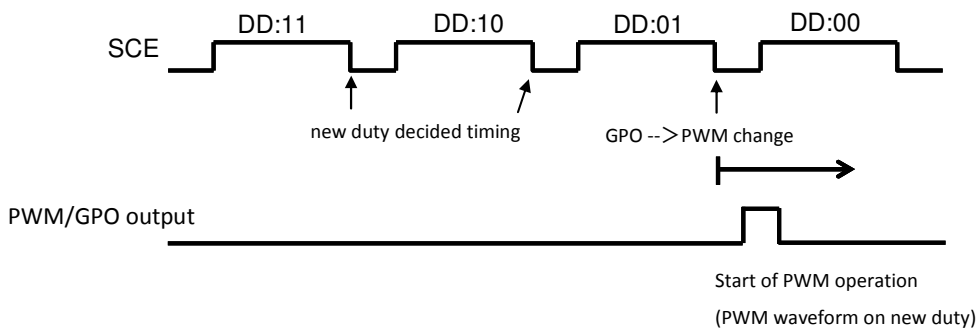 DD:11 DD:10 DD:01 DD:00
SCE
new duty decided timing
GPO -->PWM change
PWM/GPO output
Start of PWM operation
(PWM waveform on new duty)